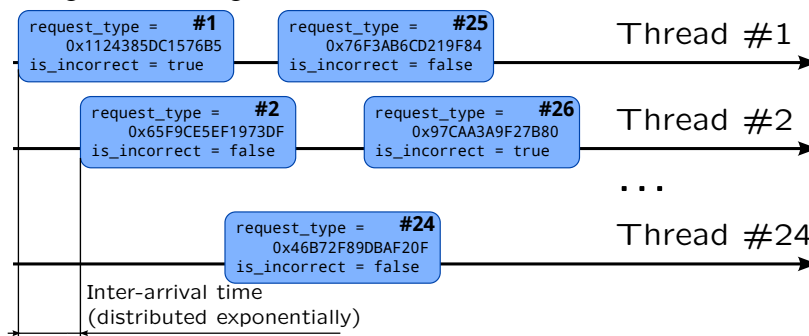 request_type = #1
0x1124385DC1576B5
is_incorrect = true
request_type = #25
0x76F3AB6CD219F84
is_incorrect = false
Thread #1
request_type = #2
0x65F9CE5EF1973DF
is_incorrect = false
request_type = #26
0x97CAA3A9F27B80
is_incorrect = true
Thread #2
...
request_type = #24
0x46B72F89DBAF20F
is_incorrect = false
Thread #24
Inter-arrival time
(distributed exponentially)